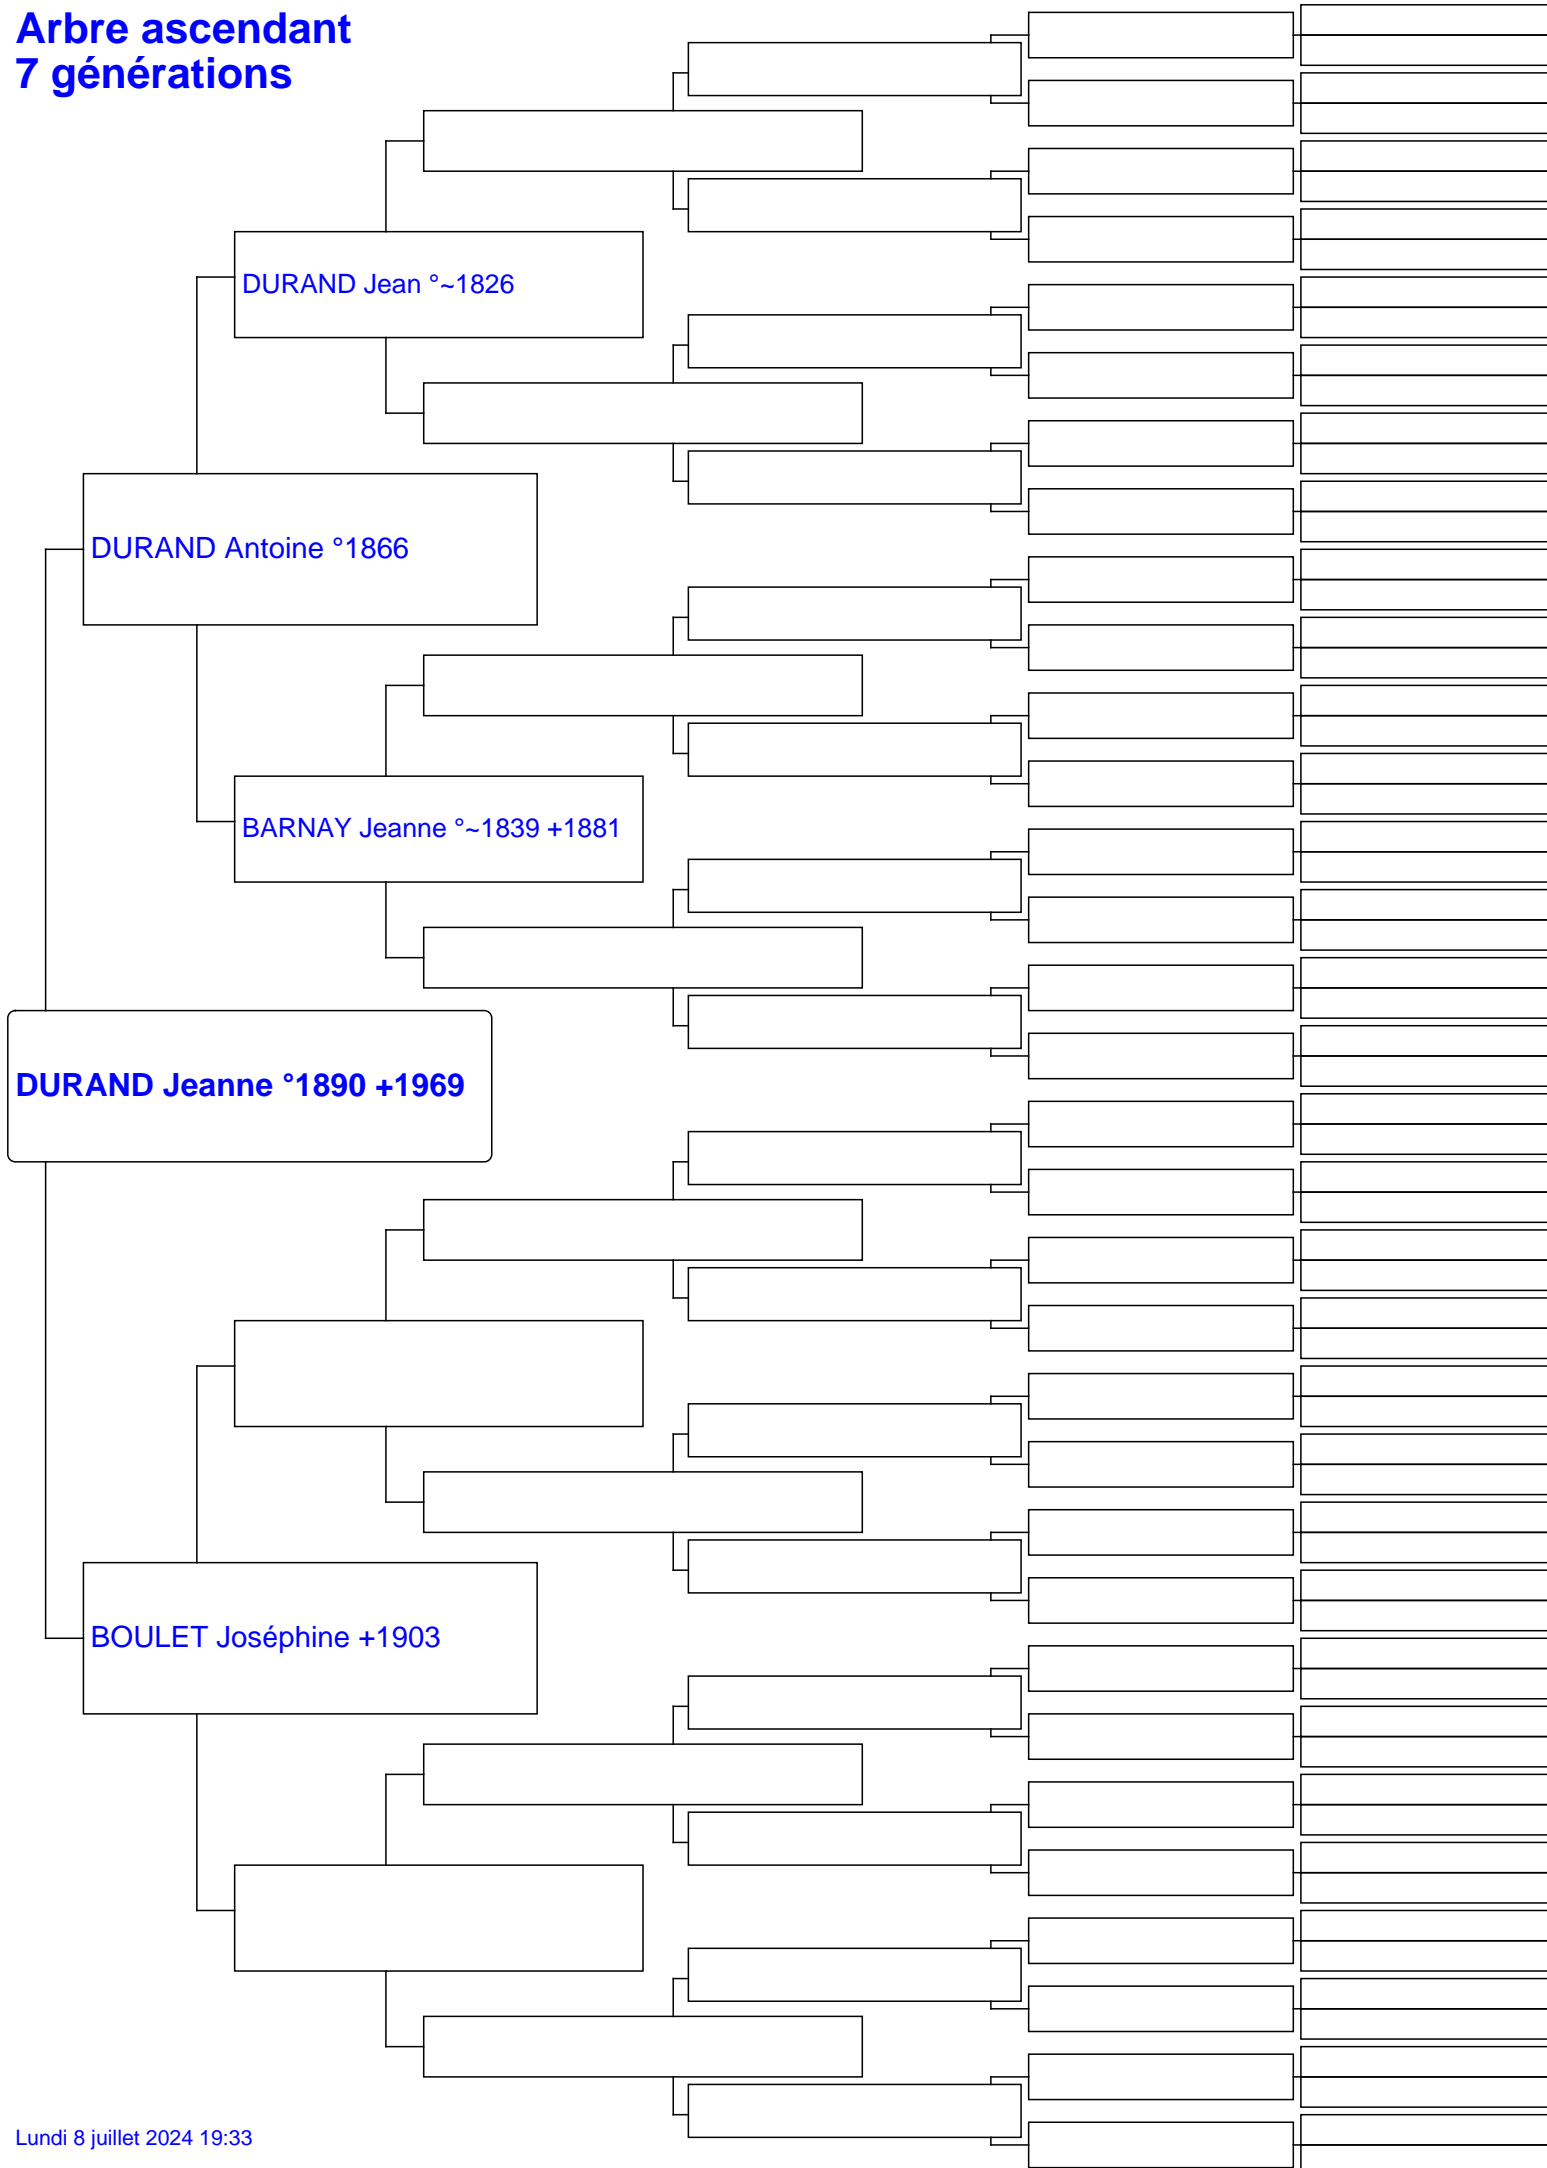 Arbre ascendant
7 générations
DURAND Jean °~1826
DURAND Antoine °1866
BARNAY Jeanne °~1839 +1881
DURAND Jeanne °1890 +1969
BOULET Joséphine +1903
Lundi 8 juillet 2024 19:33